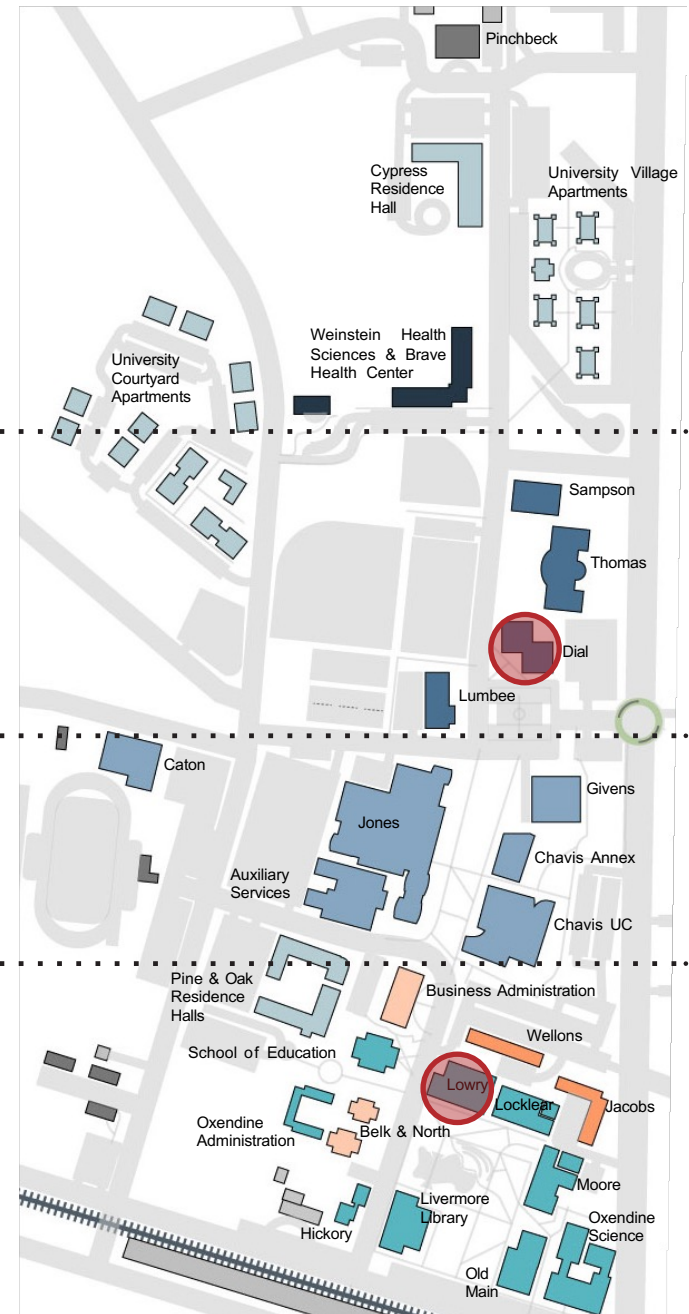 Pinchbeck
Cypress
Residence
Hall
University Village
Apartments
Weinstein Health
Sciences & Brave
Health Center
University
Courtyard
Apartments
Sampson
Thomas
Dial
Lumbee
Caton
Givens
Jones
Chavis Annex
Auxiliary
Services
Chavis UC
Pine & Oak
Residence
Halls
Business Administration
Wellons
School of Education
Lowry
Locklear
Jacobs
Oxendine
Administration
Belk & North
Moore
Livermore
Library
Oxendine
Science
Hickory
Old
Main